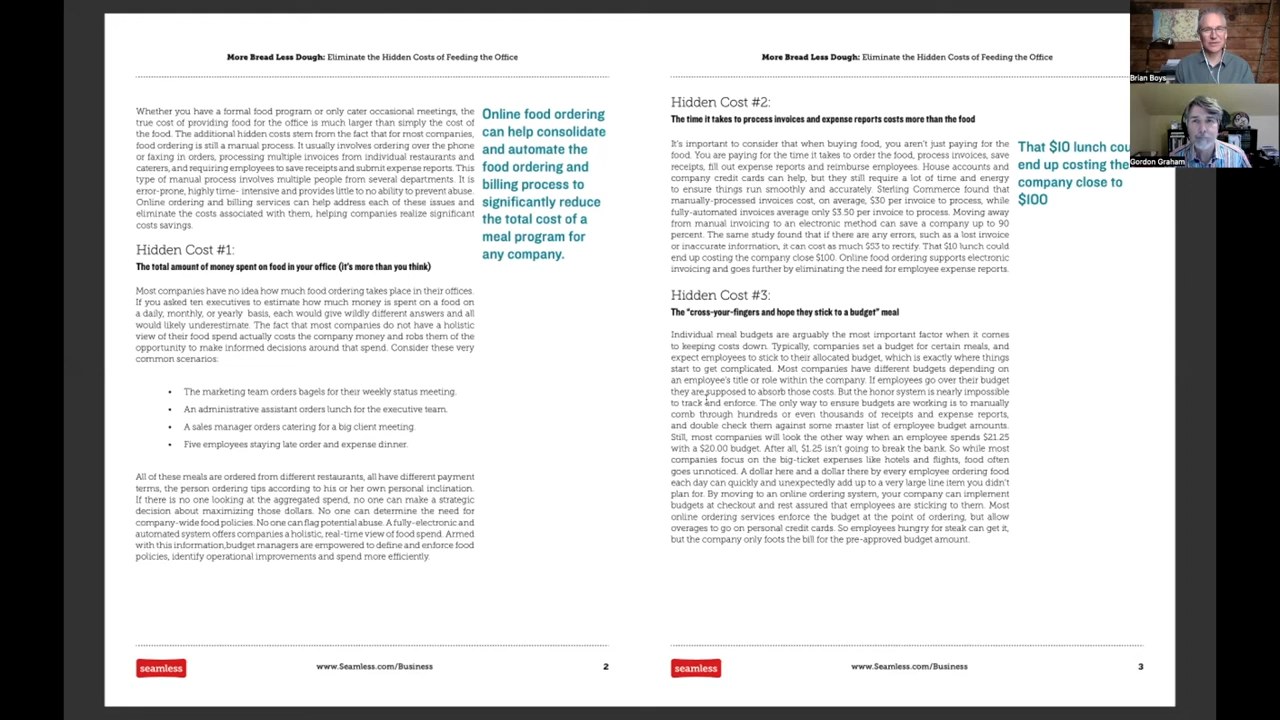 More Bread Less Dough: Eliminate the Hidden Costs of Feeding the Office
Whether you have a formal food program or only cater occasional meetings, the
true cost of providing food for the office is much larger than simply the cost of
the food. The additional hidden costs stem from the fact that for most companies,
food ordering is still a manual process. It usually involves ordering over the phone
or faxing in orders, processing multiple invoices from individual restaurants and
caterers, and requiring employees to save receipts and submit expense reports. This
type of manual process involves multiple people from several departments. It is
error-prone, highly time- intensive and provides little to no ability to prevent abuse.
Online ordering and billing services can help address each of these issues and
eliminate the costs associated with them, helping companies realize significant
costs savings.
Online food ordering
can help consolidate
and automate the
food ordering and
billing process to
significantly reduce
the total cost of a
meal program for
any company.
Hidden Cost #1:
The total amount of money spent on food in your office (it's more than you think)
Most companies have no idea how much food ordering takes place in their offices.
If you asked ten executives to estimate how much money is spent on a food on
a daily, monthly, or yearly basis, each would give wildly different answers and all
would likely underestimate. The fact that most companies do not have a holistic
view of their food spend actually costs the company money and robs them of the
opportunity to make informed decisions around that spend. Consider these very
common scenarios:
• The marketing team orders bagels for their weekly status meeting.
• An administrative assistant orders lunch for the executive team.
• A sales manager orders catering for a big client meeting.
• Five employees staying late order and expense dinner.
All of these meals are ordered from different restaurants, all have different payment
terms, the person ordering tips according to his or her own personal inclination.
If there is no one looking at the aggregated spend, no one can make a strategic
decision about maximizing those dollars. No one can determine the need for
company-wide food policies. No one can flag potential abuse. A fully-electronic and
automated system offers companies a holistic, real-time view of food spend. Armed
with this information,budget managers are empowered to define and enforce food
policies, identify operational improvements and spend more efficiently.
seamless
www.Seamless.com/Business
2
More Bread Less Dough: Eliminate the Hidden Costs of Feeding the Office
Hidden Cost #2:
The time it takes to process invoices and expense reports costs more than the food
It's important to consider that when buying food, you aren't just paying for the
food. You are paying for the time it takes to order the food, process invoices, save
receipts, fill out expense reports and reimburse employees. House accounts and
company credit cards can help, but they still require a lot of time and energy
to ensure things run smoothly and accurately. Sterling Commerce found that
manually-processed invoices cost, on average, $30 per invoice to process, while
fully-automated invoices average only $3.50 per invoice to process. Moving away
from manual invoicing to an electronic method can save a company up to 90
percent. The same study found that if there are any errors, such as a lost invoice
or inaccurate information, it can cost as much $53 to rectify. That $10 lunch could
end up costing the company close $100. Online food ordering supports electronic
invoicing and goes further by eliminating the need for employee expense reports.
That $10 lunch cou
end up costing the
company close to
$100
Hidden Cost #3:
The "cross-your-fingers and hope they stick to a budget" meal
Individual meal budgets are arguably the most important factor when it comes
to keeping costs down. Typically, companies set a budget for certain meals, and
expect employees to stick to their allocated budget, which is exactly where things
start to get complicated. Most companies have different budgets depending on
an employee's title or role within the company. If employees go over their budget
they are supposed to absorb those costs. But the honor system is nearly impossible
to track and enforce. The only way to ensure budgets are working is to manually
comb through hundreds or even thousands of receipts and expense reports,
and double check them against some master list of employee budget amounts.
Still, most companies will look the other way when an employee spends $21.25
with a $20.00 budget. After all, $1.25 isn't going to break the bank. So while most
companies focus on the big-ticket expenses like hotels and flights, food often
goes unnoticed. A dollar here and a dollar there by every employee ordering food
each day can quickly and unexpectedly add up to a very large line item you didn't
plan for. By moving to an online ordering system, your company can implement
budgets at checkout and rest assured that employees are sticking to them. Most
online ordering services enforce the budget at the point of ordering, but allow
overages to go on personal credit cards. So employees hungry for steak can get it,
but the company only foots the bill for the pre-approved budget amount.
seamless
www.Seamless.com/Business
3
Brian Boys
Gordon Graham